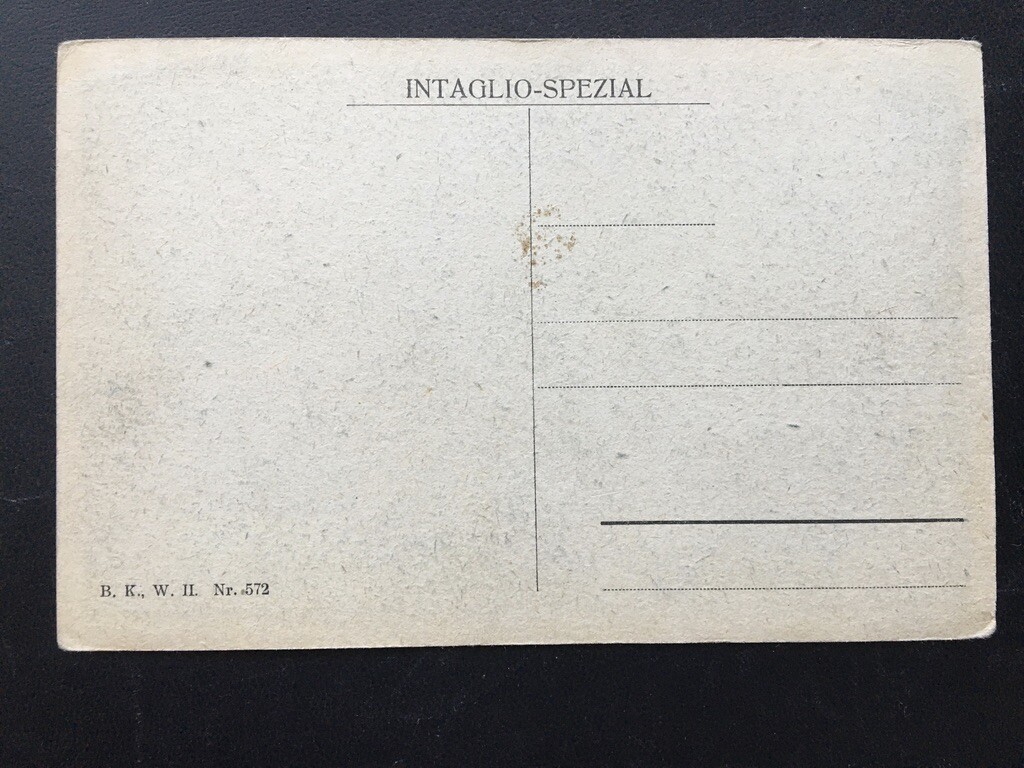 INTAGLIO-SPEZIAL
B. K., W. II. Nr. 572